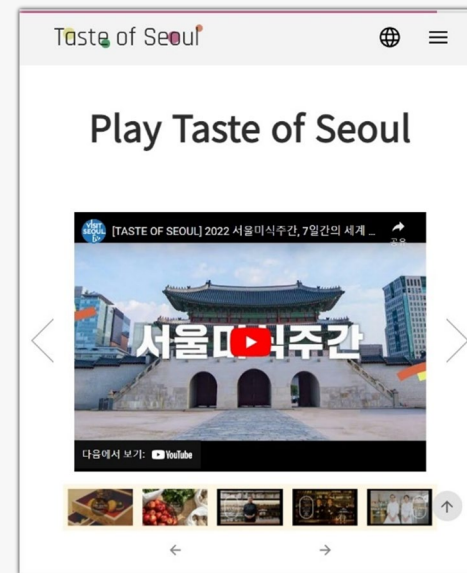 Taste of Seoul
Play Taste of Seoul
VISIT SEOUL
[TASTE OF SEOUL] 2022 서울미식주간, 7일간의 세계 ...
공유
서울미식주간
다음에서 보기: YouTube